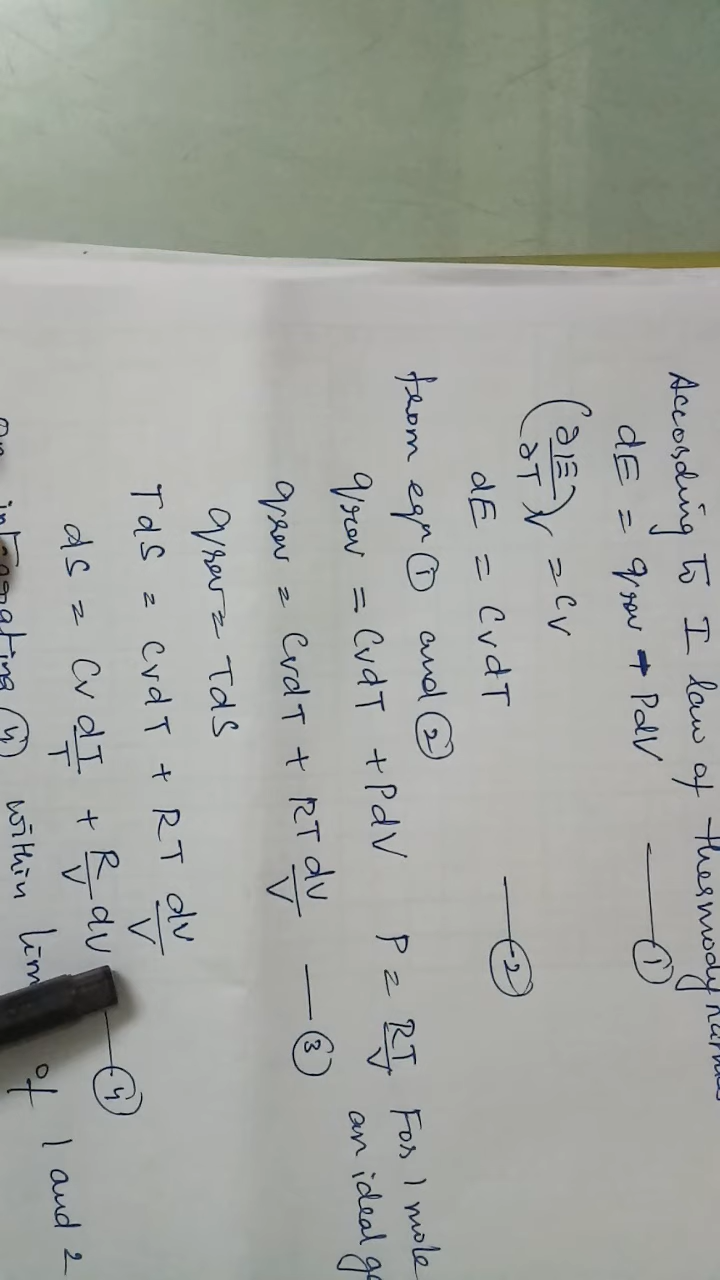 According to I law of thermodynamics
dE = qrev + PdV —— ①
(∂E/∂T)v = Cv
dE = CvdT —— ②
from eqn ① and ②
qrev = CvdT + PdV P = RT/V For 1 mole
an ideal
qrev = CvdT + RT dV/V —— ③
qrev = TdS
TdS = CvdT + RT dV/V
dS = Cv dT/T + R/V dV —— ④
integrating ④ within of 1 and 2